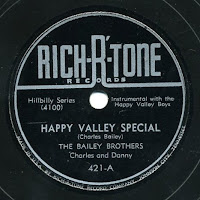 RICH-R'-TONE
RECORDS
Hillbilly Series
(4100)
Instrumental with the
Happy Valley Boys
HAPPY VALLEY SPECIAL
(Charles Bailey)
THE BAILEY BROTHERS
Charles and Danny
421-A